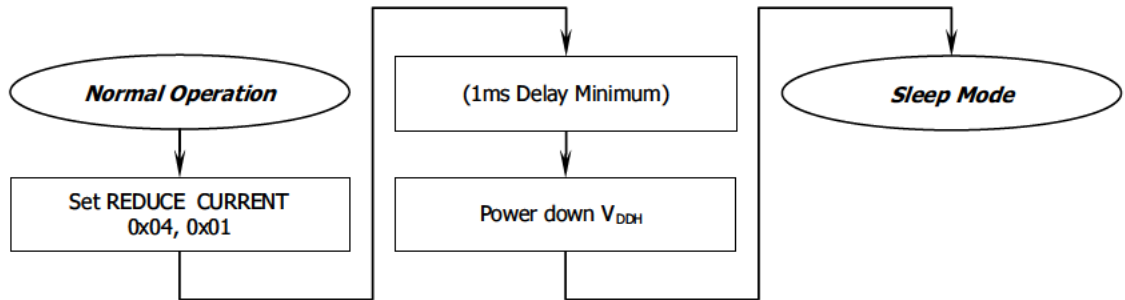 Normal Operation
Set REDUCE CURRENT
0x04, 0x01
(1ms Delay Minimum)
Power down VDDH
Sleep Mode